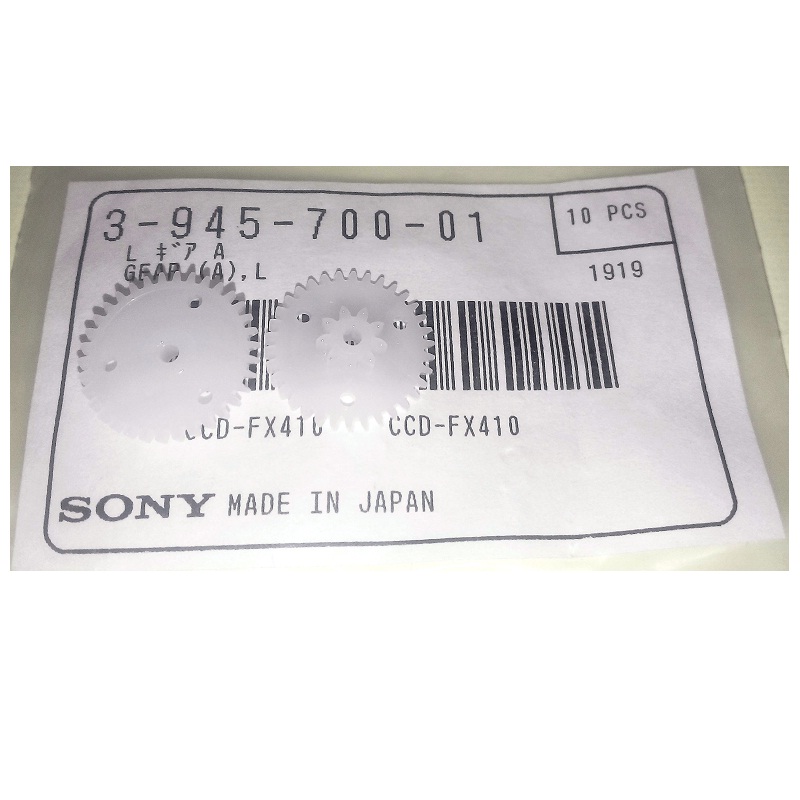 3-945-700-01
10 PCS
L ギア A
GEAR (A), L
1919
CCD-FX410 CCD-FX410
SONY MADE IN JAPAN